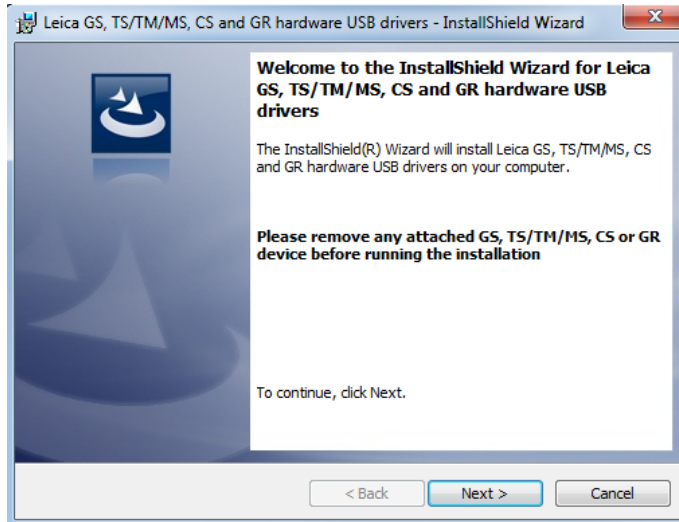 Leica GS, TS/TM/MS, CS and GR hardware USB drivers - InstallShield Wizard
Welcome to the InstallShield Wizard for Leica
GS, TS/TM/MS, CS and GR hardware USB
drivers
The InstallShield(R) Wizard will install Leica GS, TS/TM/MS, CS
and GR hardware USB drivers on your computer.
Please remove any attached GS, TS/TM/MS, CS or GR
device before running the installation
To continue, click Next.
< Back Next > Cancel